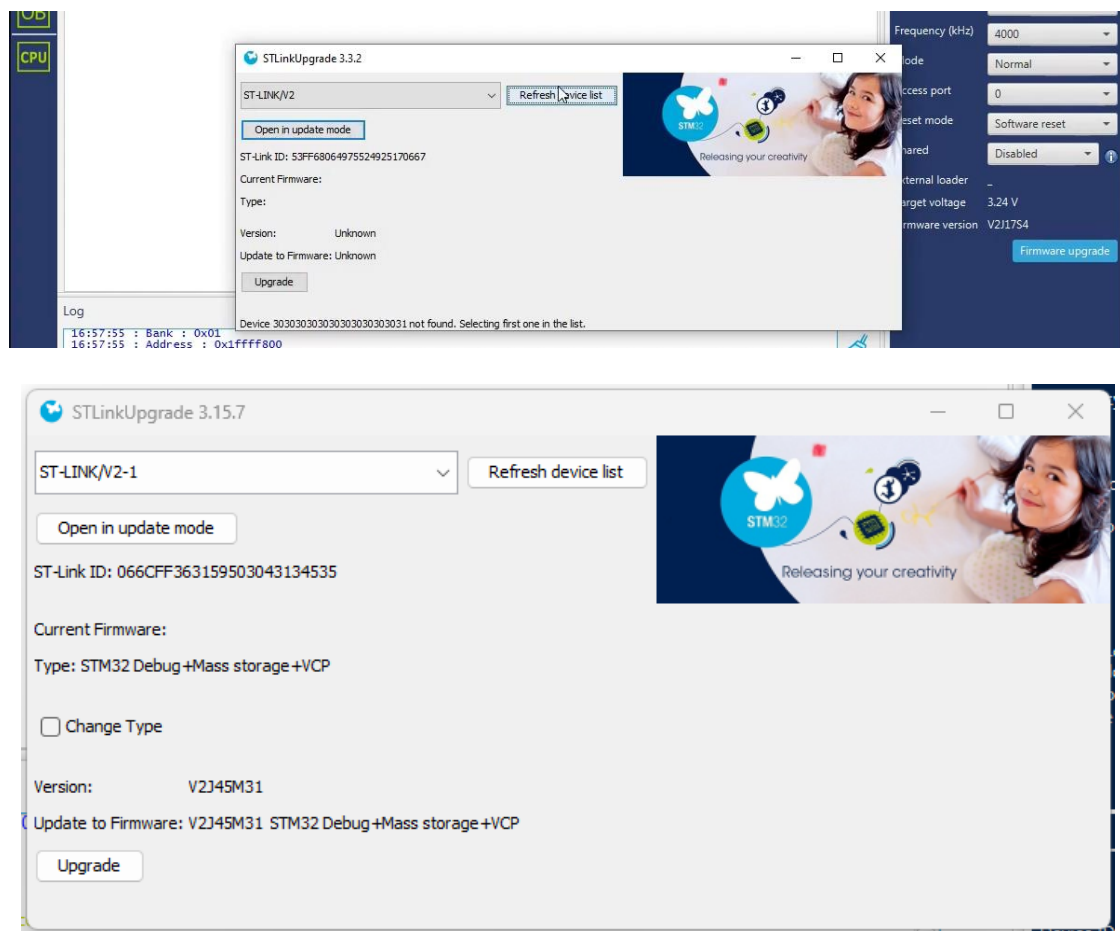 OB
CPU
Frequency (kHz) 4000
STLinkUpgrade 3.3.2
ode Normal
ST-LINK/V2 Refresh device list
ccess port 0
Open in update mode
eset mode Software reset
STM32
Releasing your creativity
ST-Link ID: 53FF68064975524925170667
hared Disabled
Current Firmware:
xternal loader _
Type:
arget voltage 3.24 V
Version: Unknown
rmware version V2J17S4
Update to Firmware: Unknown
Firmware upgrade
Upgrade
Log
Device 303030303030303030303031 not found. Selecting first one in the list.
16:57:55 : Bank : 0x01
16:57:55 : Address : 0x1ffff800
STLinkUpgrade 3.15.7
ST-LINK/V2-1 Refresh device list
Open in update mode
STM32
Releasing your creativity
ST-Link ID: 066CFF363159503043134535
Current Firmware:
Type: STM32 Debug+Mass storage+VCP
Change Type
Version: V2J45M31
Update to Firmware: V2J45M31 STM32 Debug+Mass storage+VCP
Upgrade